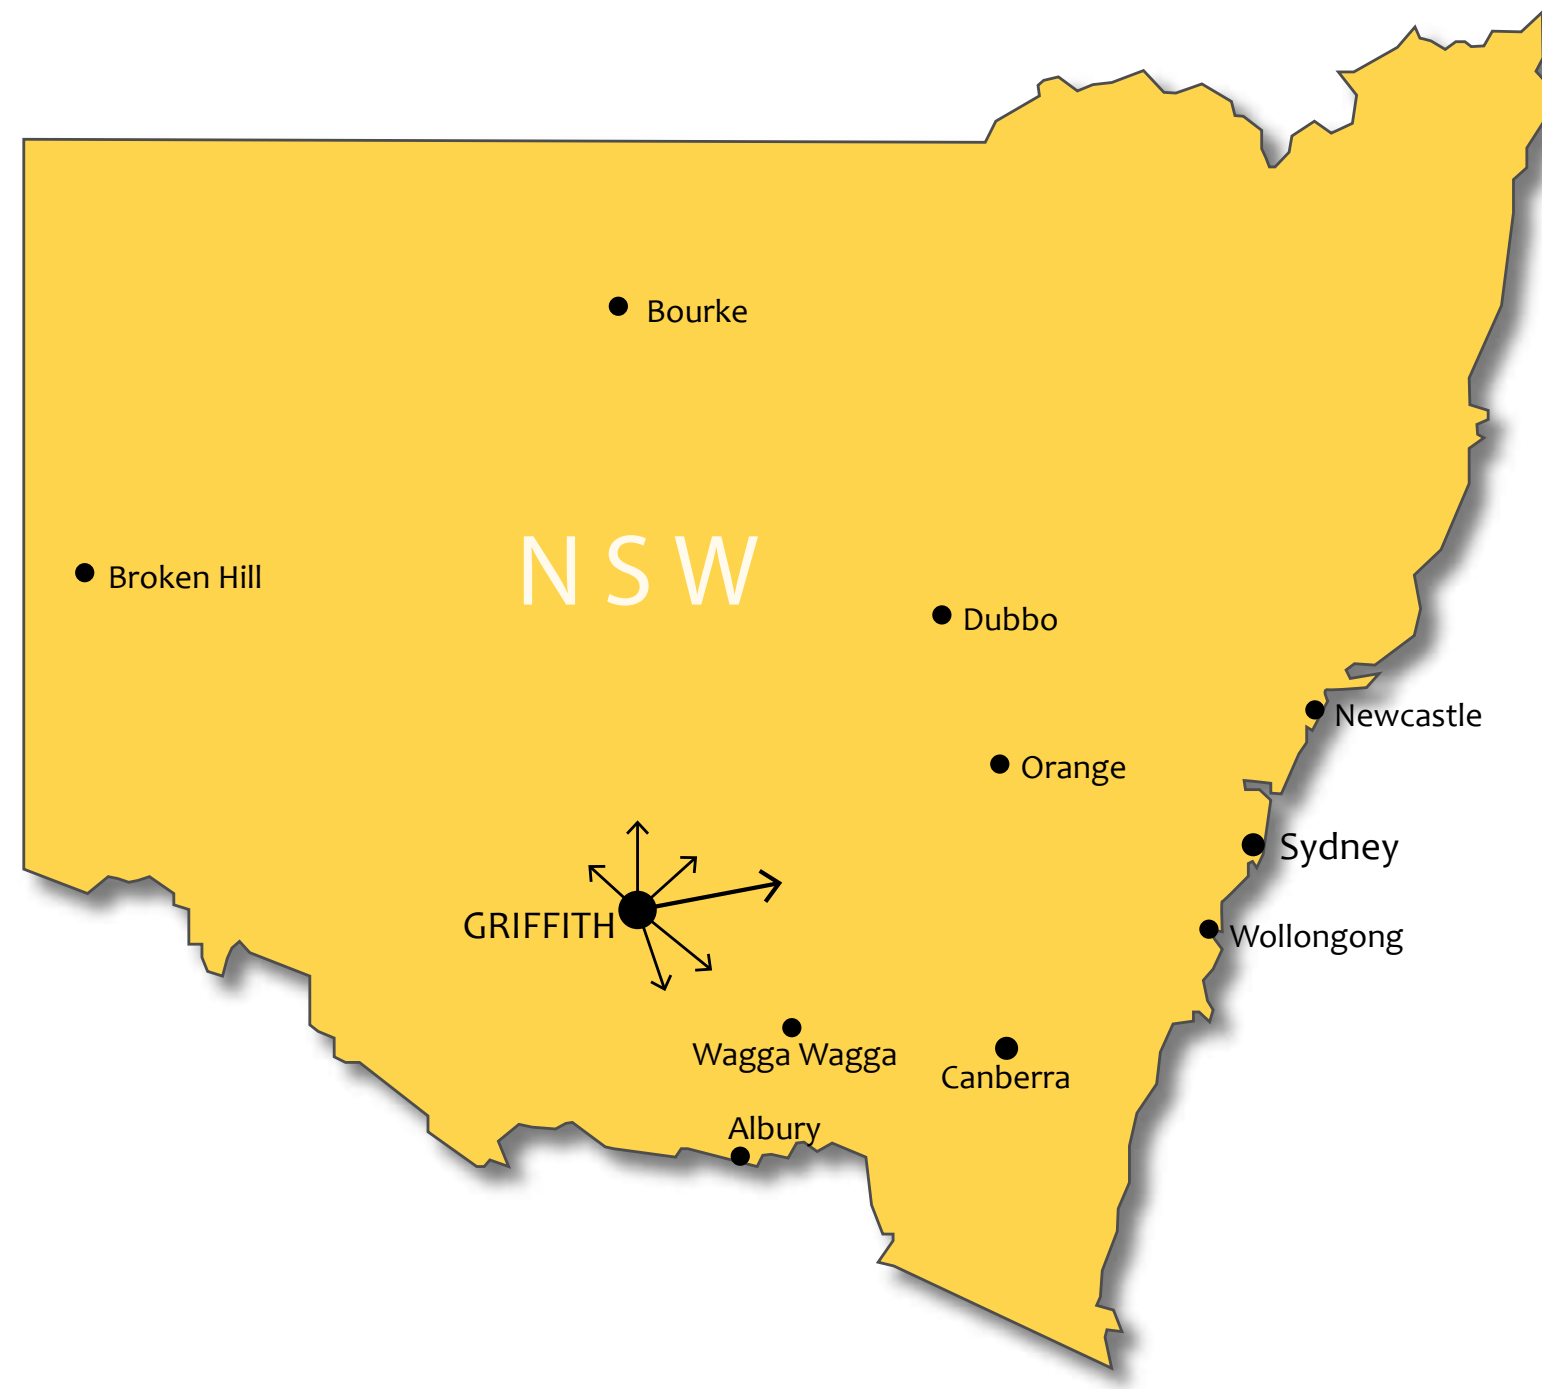 Bourke
N S W
Broken Hill
Dubbo
Newcastle
Orange
Sydney
GRIFFITH
Wollongong
Wagga Wagga
Canberra
Albury